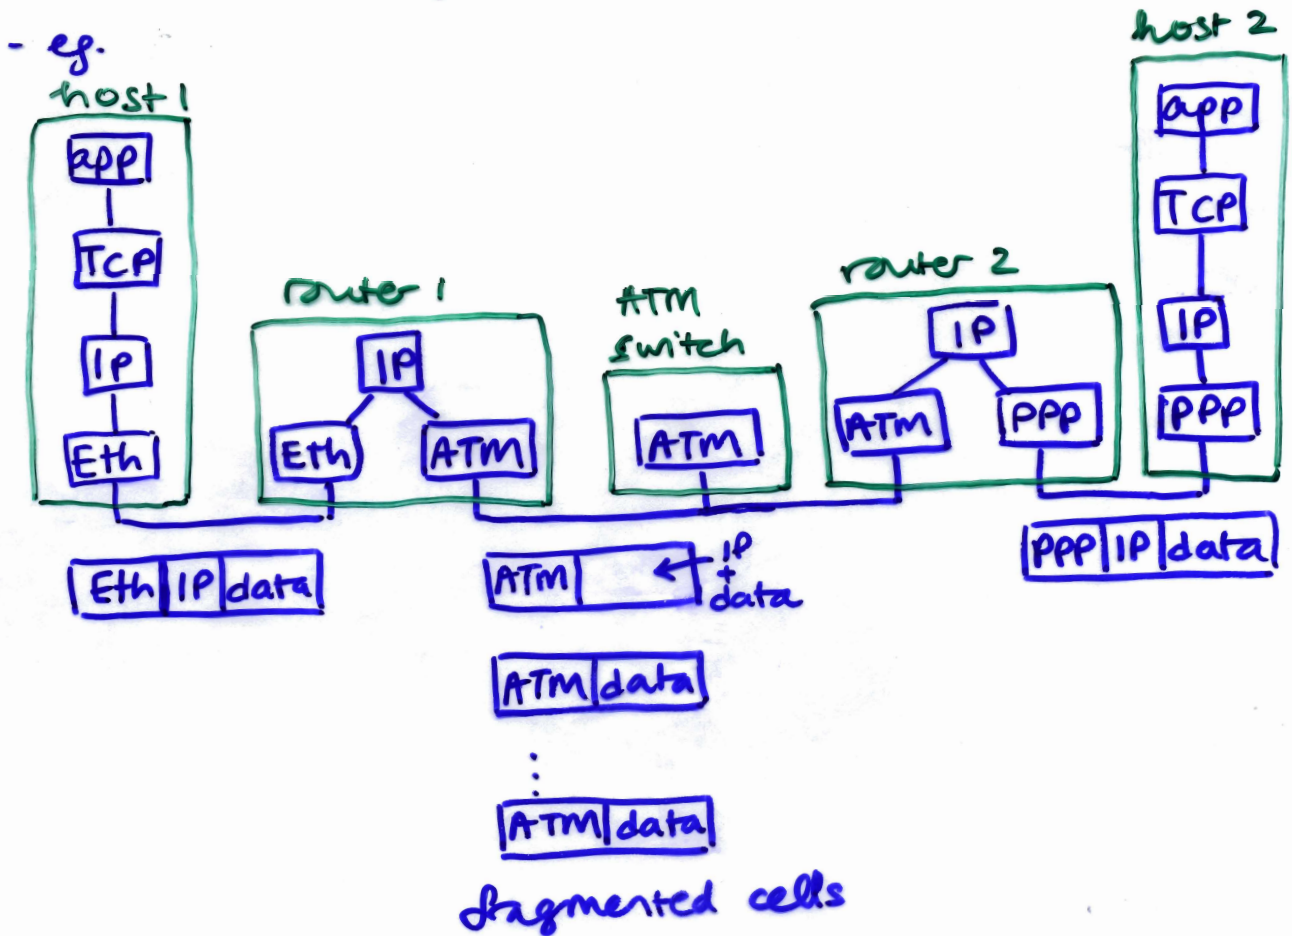 - eg.
host 1
app
TCP
IP
Eth
router 1
IP
Eth
ATM
ATM
switch
ATM
router 2
IP
ATM
PPP
host 2
app
TCP
IP
PPP
Eth IP data
ATM
IP
+
data
ATM data
ATM data
fragmented cells
PPP IP data